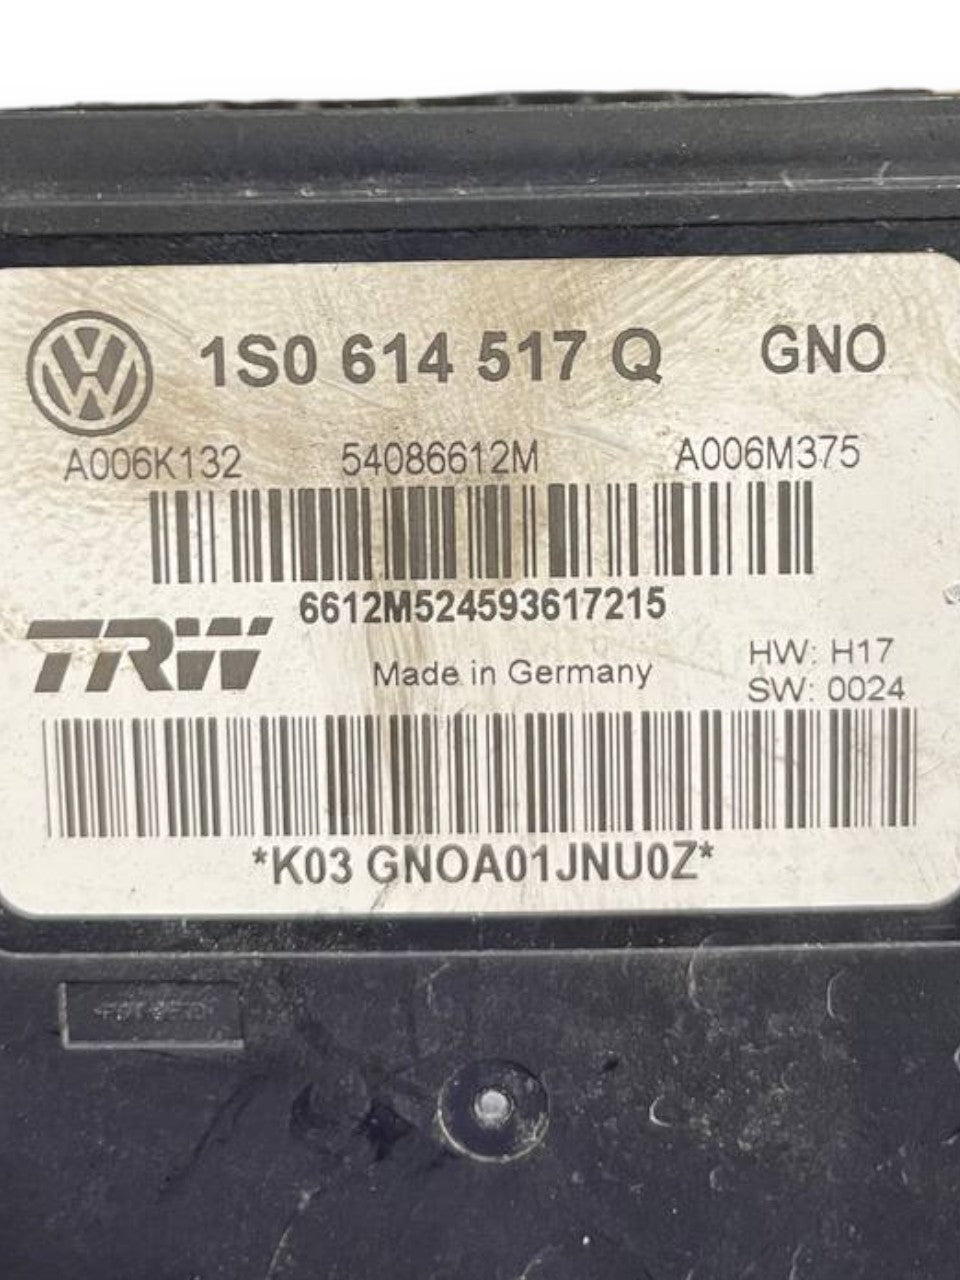 1S0 614 517 Q GNO
A006K132 54086612M A006M375
6612M524593617215
TRW Made in Germany HW: H17
SW: 0024
*K03 GNOA01JNU0Z*